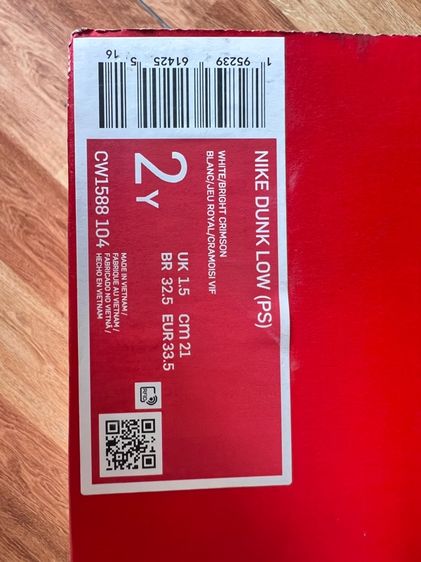 NIKE DUNK LOW (PS)
WHITE/BRIGHT CRIMSON
BLANC/JEU ROYAL/CRAMOISI VIF
2Y
UK 1.5 cm 21
BR 32.5 EUR 33.5
CW1588 104
MADE IN VIETNAM /
FABRIQUE AU VIETNAM /
FABRICADO NO VIETNÃ /
HECHO EN VIETNAM
1 95239 61425 5
16